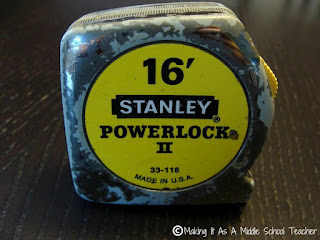 16'
STANLEY®
POWERLOCK®
II
33-116
MADE IN U.S.A.
©Making It As A Middle School Teacher